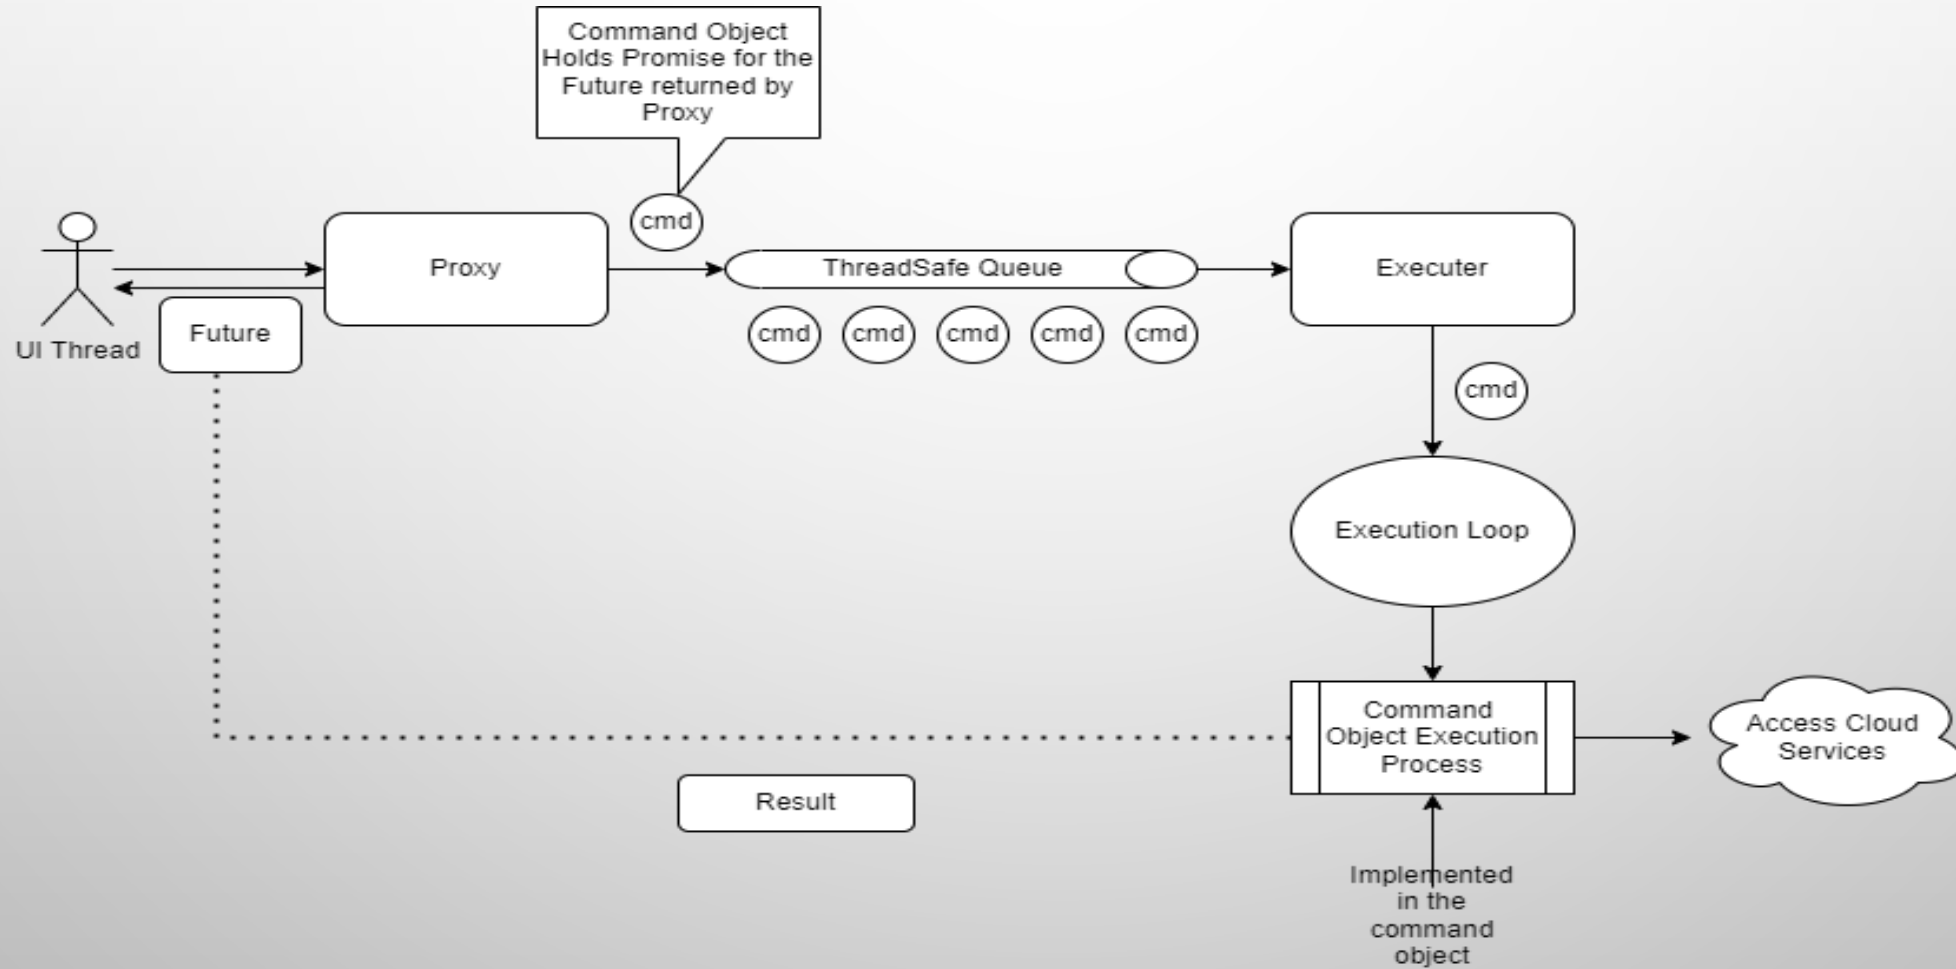 Command Object
Holds Promise for the
Future returned by
Proxy
cmd
Proxy
ThreadSafe Queue
Executer
Future
UI Thread
cmd
cmd
cmd
cmd
cmd
cmd
Execution Loop
Command
Object Execution
Process
Access Cloud
Services
Result
Implemented
in the
command
object